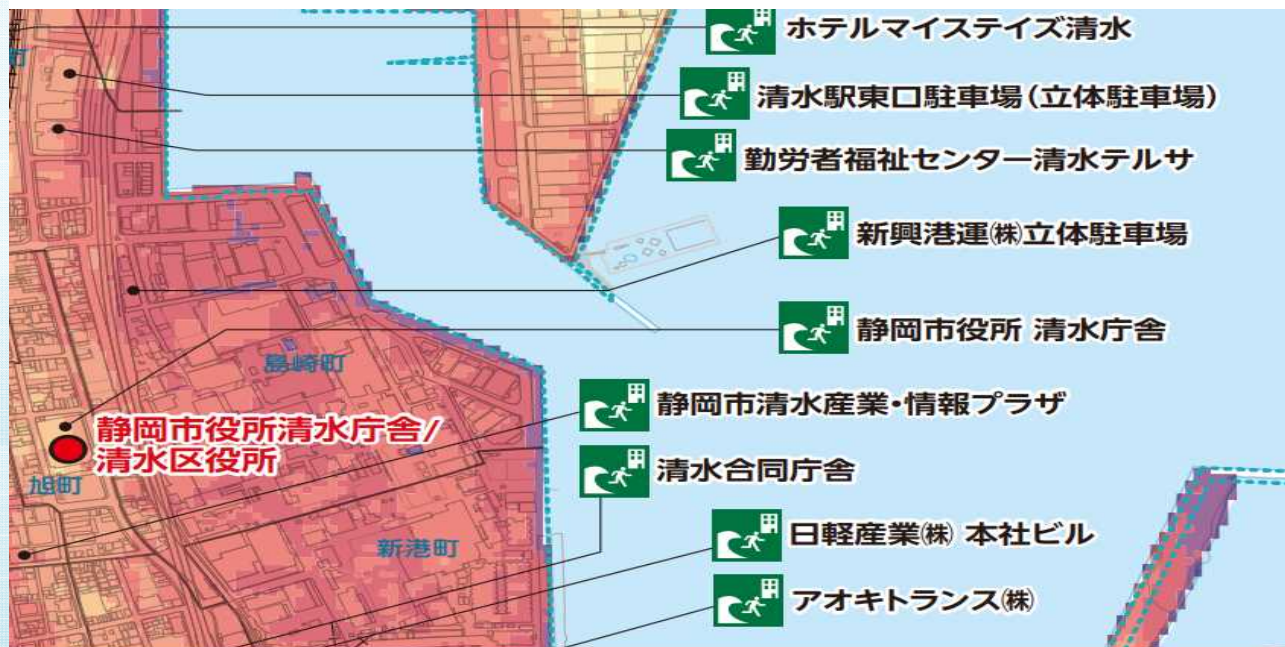 ホテルマイステイズ清水
町
清水駅東口駐車場(立体駐車場)
勤労者福祉センター清水テルサ
新興港運㈱立体駐車場
静岡市役所 清水庁舎
島崎町
静岡市清水産業・情報プラザ
静岡市役所清水庁舎/
清水区役所
清水合同庁舎
旭町
日軽産業㈱ 本社ビル
新港町
アオキトランス㈱